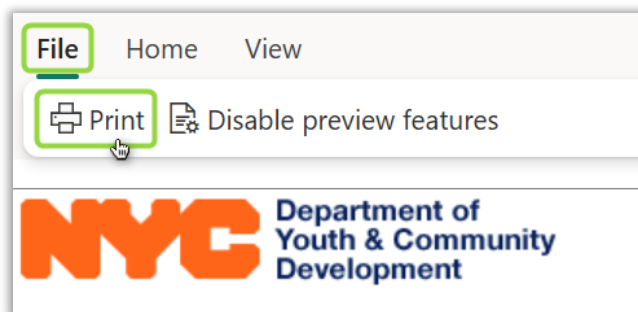 File Home View
Print Disable preview features
NYC Department of
Youth & Community
Development